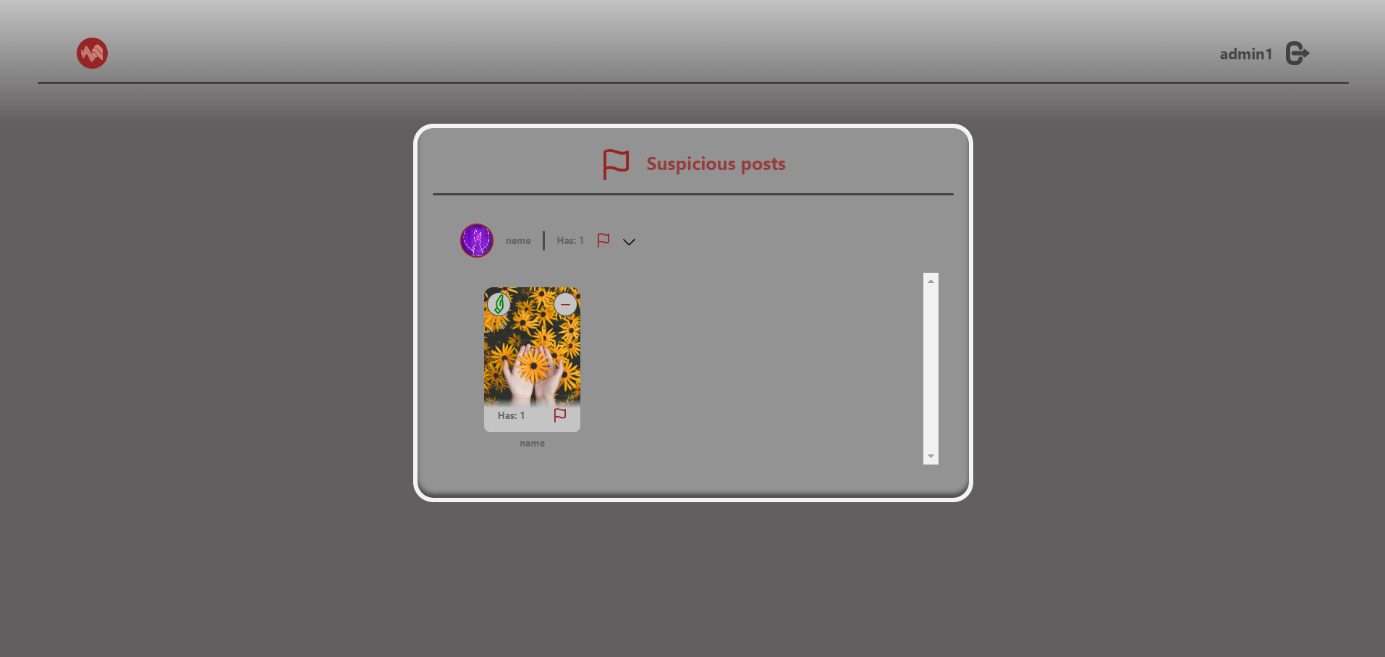 admin1
Suspicious posts
neme
Has: 1
Has: 1
name